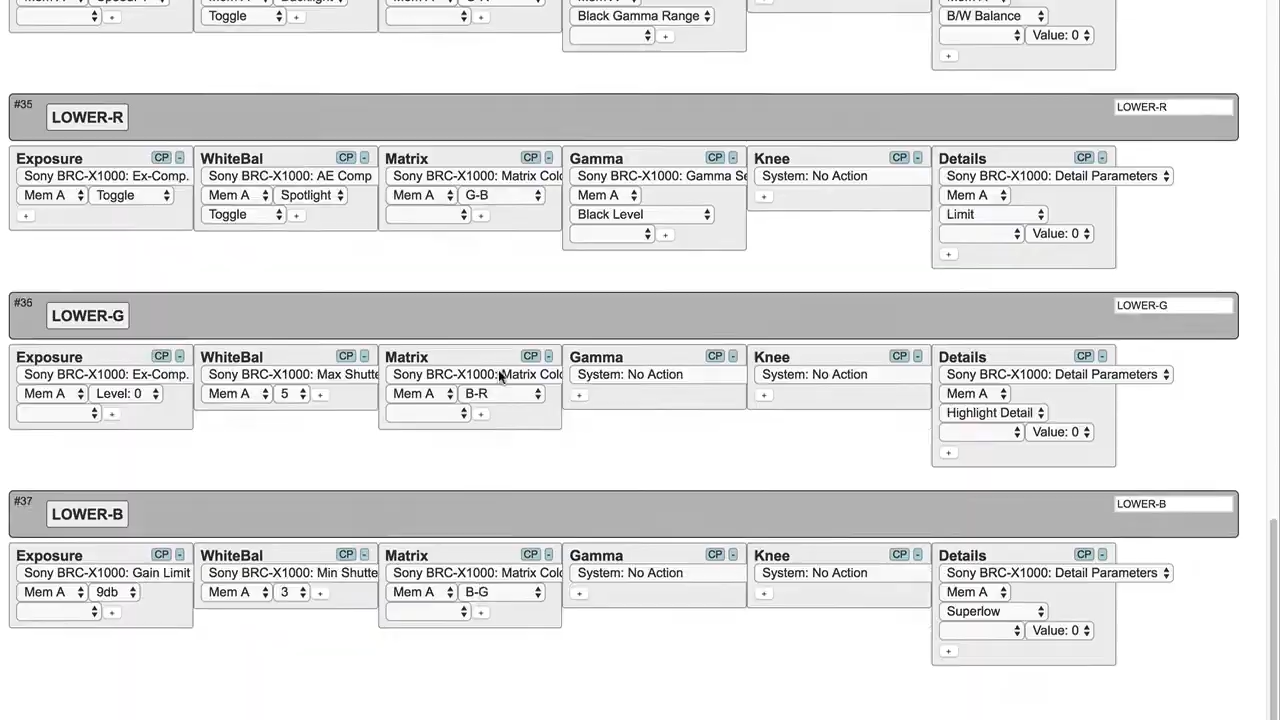 Toggle +
+
+
Black Gamma Range
+
B/W Balance
Value: 0
+
#35
LOWER-R
LOWER-R
Exposure CP -
Sony BRC-X1000: Ex-Comp.
Mem A Toggle
+
WhiteBal CP -
Sony BRC-X1000: AE Comp
Mem A Spotlight
Toggle +
Matrix CP -
Sony BRC-X1000: Matrix Colo
Mem A G-B
+
Gamma CP -
Sony BRC-X1000: Gamma Se
Mem A
Black Level
+
Knee CP -
System: No Action
+
Details CP -
Sony BRC-X1000: Detail Parameters
Mem A
Limit
Value: 0
+
#36
LOWER-G
LOWER-G
Exposure CP -
Sony BRC-X1000: Ex-Comp.
Mem A Level: 0
+
WhiteBal CP -
Sony BRC-X1000: Max Shutte
Mem A 5 +
Matrix CP -
Sony BRC-X1000: Matrix Colo
Mem A B-R
+
Gamma CP -
System: No Action
+
Knee CP -
System: No Action
+
Details CP -
Sony BRC-X1000: Detail Parameters
Mem A
Highlight Detail
Value: 0
+
#37
LOWER-B
LOWER-B
Exposure CP -
Sony BRC-X1000: Gain Limit
Mem A 9db
+
WhiteBal CP -
Sony BRC-X1000: Min Shutte
Mem A 3 +
Matrix CP -
Sony BRC-X1000: Matrix Colo
Mem A B-G
+
Gamma CP -
System: No Action
+
Knee CP -
System: No Action
+
Details CP -
Sony BRC-X1000: Detail Parameters
Mem A
Superlow
Value: 0
+